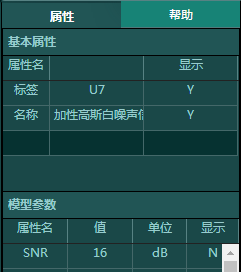 属性 帮助
基本属性
属性名 显示
标签 U7 Y
名称 加性高斯白噪声信 Y
模型参数
属性名 值 单位 显示
SNR 16 dB N